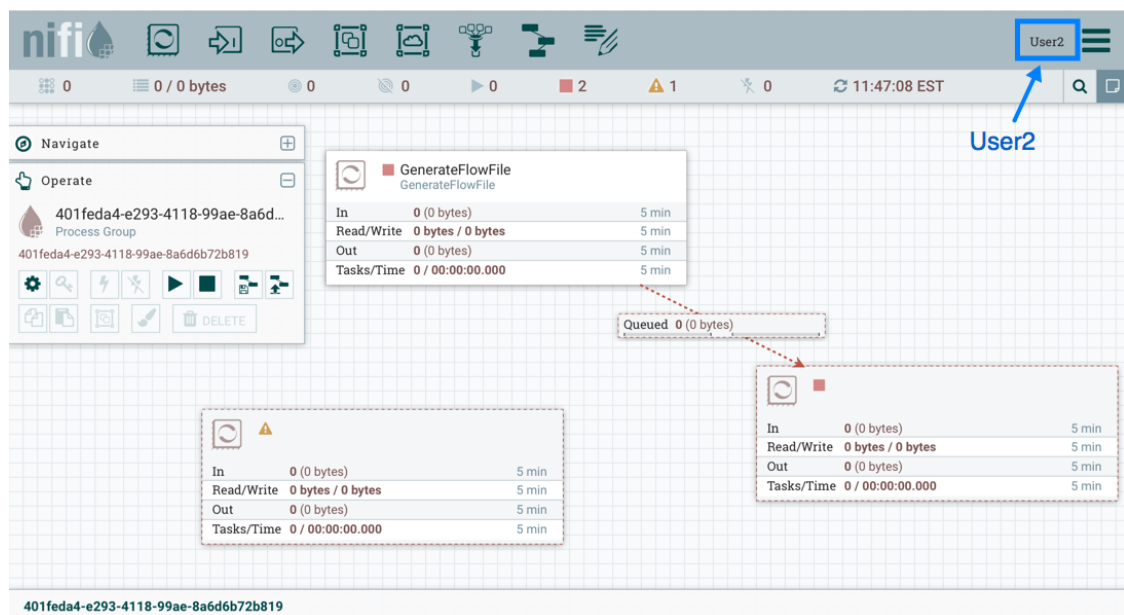 nifi
User2
0
0 / 0 bytes
0
0
0
2
1
0
11:47:08 EST
User2
Navigate
Operate
401feda4-e293-4118-99ae-8a6d...
Process Group
401feda4-e293-4118-99ae-8a6d6b72b819
DELETE
GenerateFlowFile
GenerateFlowFile
In 0 (0 bytes) 5 min
Read/Write 0 bytes / 0 bytes 5 min
Out 0 (0 bytes) 5 min
Tasks/Time 0 / 00:00:00.000 5 min
Queued 0 (0 bytes)
In 0 (0 bytes) 5 min
Read/Write 0 bytes / 0 bytes 5 min
Out 0 (0 bytes) 5 min
Tasks/Time 0 / 00:00:00.000 5 min
In 0 (0 bytes) 5 min
Read/Write 0 bytes / 0 bytes 5 min
Out 0 (0 bytes) 5 min
Tasks/Time 0 / 00:00:00.000 5 min
401feda4-e293-4118-99ae-8a6d6b72b819